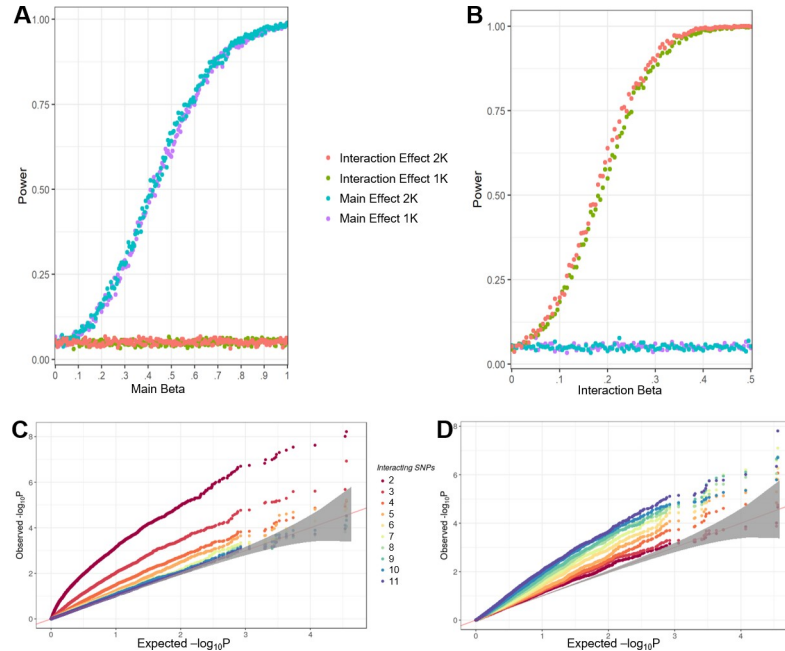 A
1.00
0.75
0.50
0.25
0.00
Power
0 .1 .2 .3 .4 .5 .6 .7 .8 .9 1
Main Beta
Interaction Effect 2K
Interaction Effect 1K
Main Effect 2K
Main Effect 1K
B
1.00
0.75
0.50
0.25
0.00
Power
0 .1 .2 .3 .4 .5
Interaction Beta
C
8
6
4
2
0
Observed -log10P
0 1 2 3 4
Expected –log10P
Interacting SNPs
2
3
4
5
6
7
8
9
10
11
D
8
6
4
2
0
Observed -log10P
0 1 2 3 4
Expected –log10P